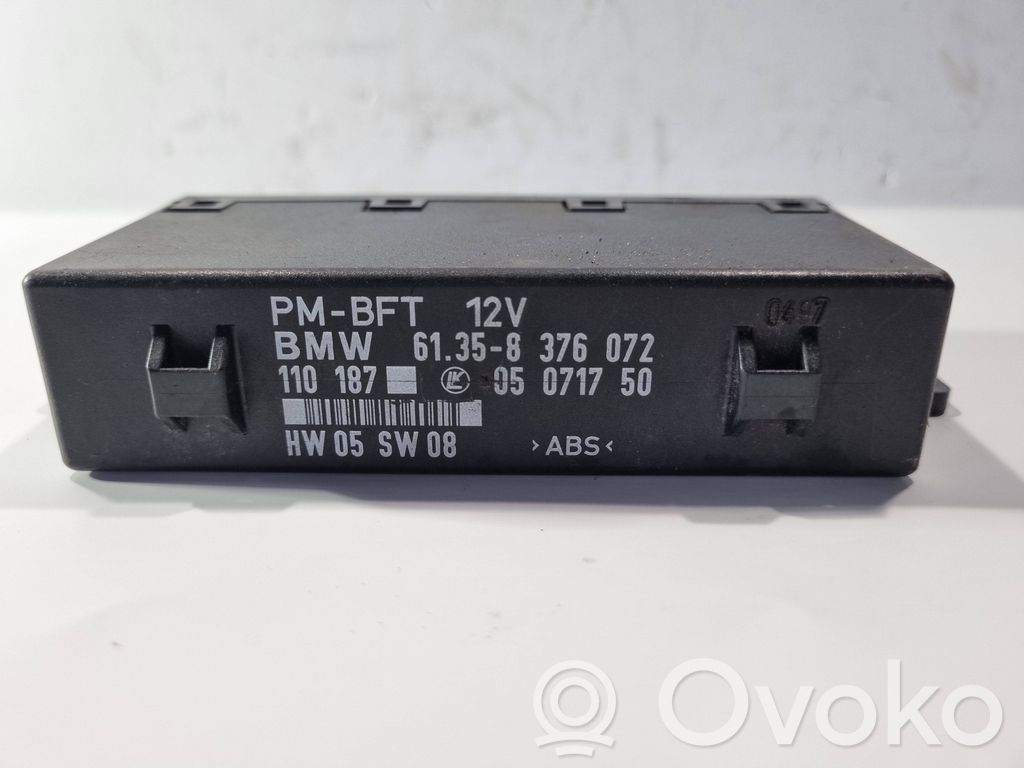 PM-BFT 12V
BMW 61.35-8 376 072
110 187 LK 05 0717 50
HW 05 SW 08 >ABS<
0497
Ovoko